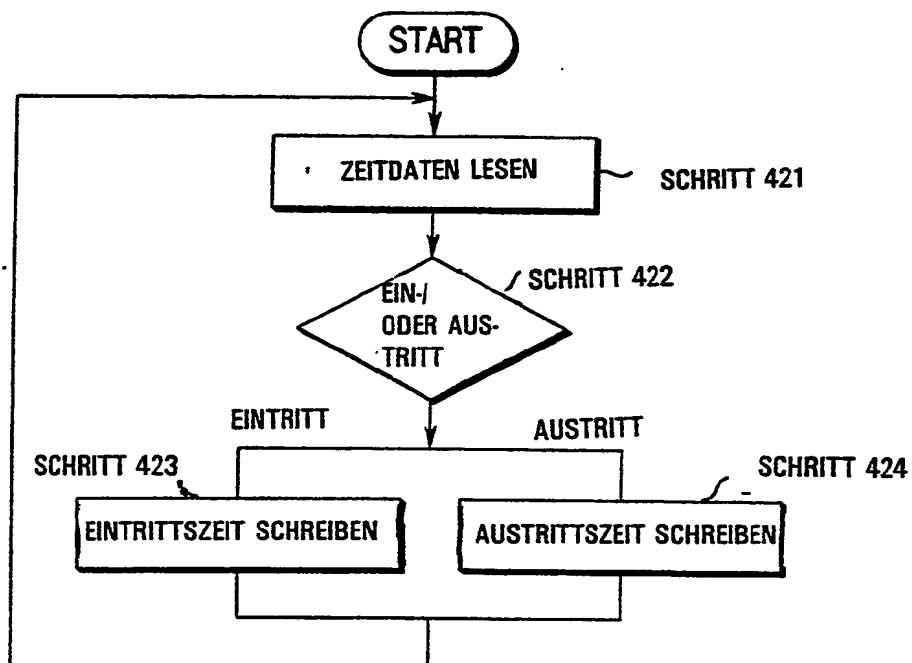 START
ZEITDATEN LESEN
SCHRITT 421
SCHRITT 422
EIN-/
ODER AUS-
TRITT
EINTRITT
AUSTRITT
SCHRITT 423
SCHRITT 424
EINTRITTSZEIT SCHREIBEN
AUSTRITTSZEIT SCHREIBEN